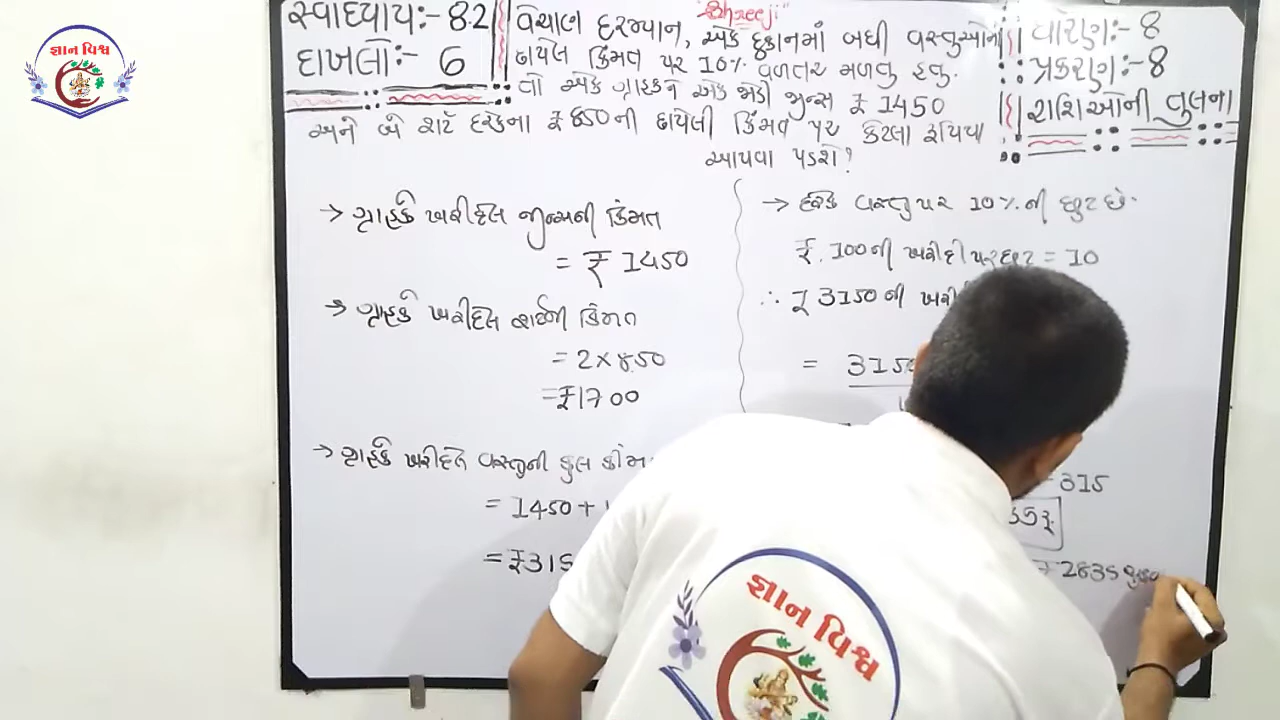 જ્ઞાન વિશ્વ
"Shreeji"
સ્વાધ્યાય:- 8.2
દાખલો:- 6
વેચાણ દરમ્યાન, એક દુકાનમાં બધી વસ્તુઓની
છાપેલ કિંમત પર 10% વળતર મળતું હતું.
તો એક ગ્રાહકને એક જોડી જીન્સ ₹ 1450
અને બે શર્ટ દરેકના ₹ 850ની છાપેલી કિંમત પર કેટલા રૂપિયા
આપવા પડશે?
ધોરણ:- 8
પ્રકરણ:- 8
રાશિઓની તુલના
→ ગ્રાહકે ખરીદેલ જીન્સની કિંમત
= ₹ 1450
→ ગ્રાહકે ખરીદેલ શર્ટની કિંમત
= 2 × 850
= ₹1700
→ ગ્રાહકે ખરીદેલ વસ્તુની કુલ કીંમ
= 1450 + 1
= ₹315
→ દરેક વસ્તુ પર 10% ની છૂટ છે.
₹. 100ની ખરીદી પર છૂટ = 10
∴ ₹ 3150 ની ખરી
= 3150
315
35 રૂ.
₹ 2835
જ્ઞાન વિશ્વ